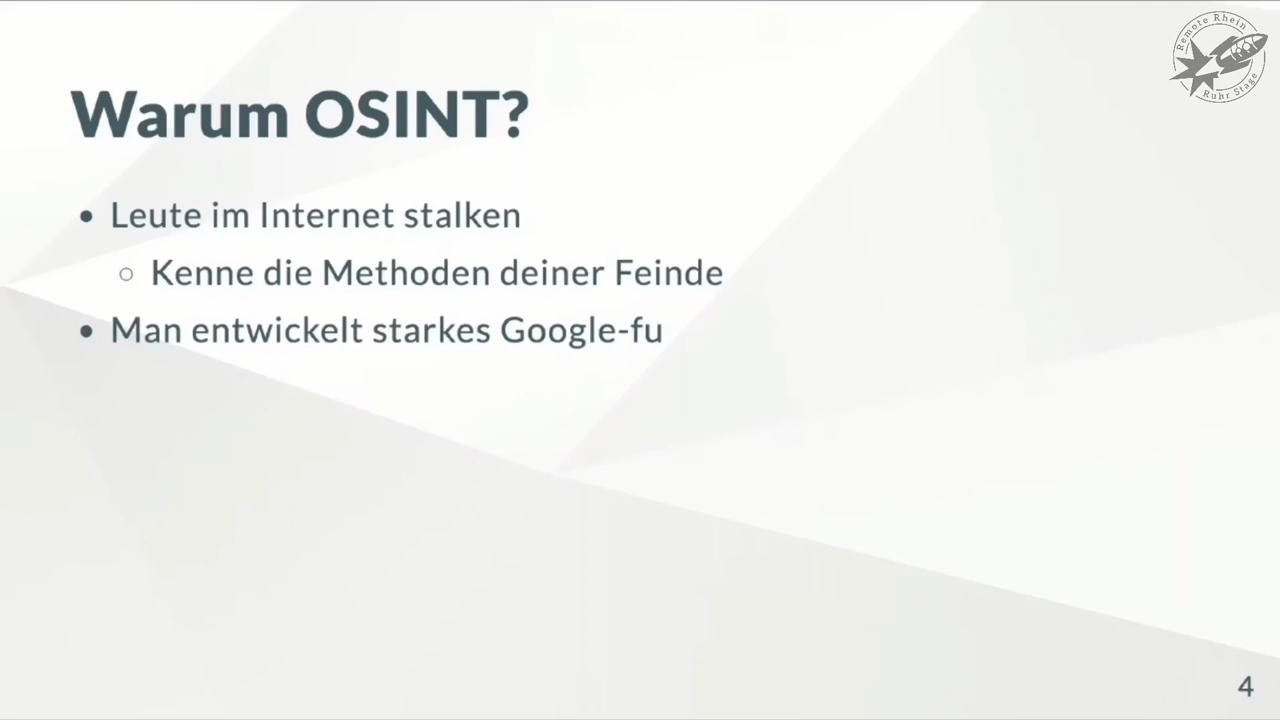 Remote Rhein
Ruhr Stage
Warum OSINT?
• Leute im Internet stalken
○ Kenne die Methoden deiner Feinde
• Man entwickelt starkes Google-fu
4